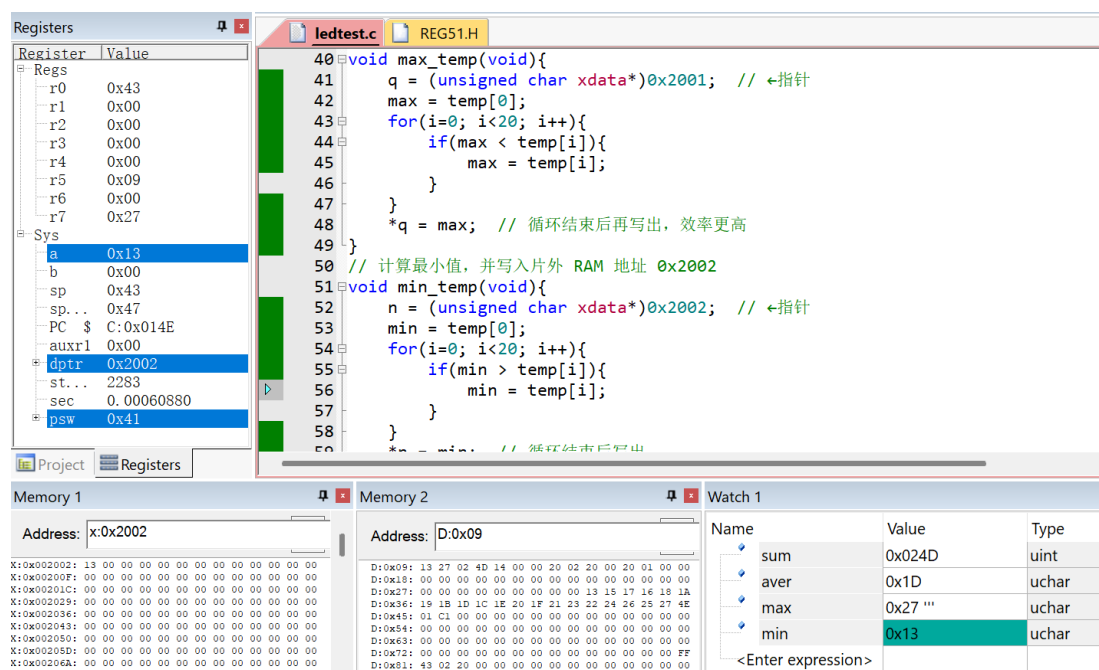 Registers
Register Value
Regs
r0 0x43
r1 0x00
r2 0x00
r3 0x00
r4 0x00
r5 0x09
r6 0x00
r7 0x27
Sys
a 0x13
b 0x00
sp 0x43
sp... 0x47
PC $ C:0x014E
auxr1 0x00
dptr 0x2002
st... 2283
sec 0.00060880
psw 0x41
Project Registers
ledtest.c REG51.H
40 void max_temp(void){
41 q = (unsigned char xdata*)0x2001; // ←指针
42 max = temp[0];
43 for(i=0; i<20; i++){
44 if(max < temp[i]){
45 max = temp[i];
46 }
47 }
48 *q = max; // 循环结束后再写出，效率更高
49 }
50 // 计算最小值，并写入片外 RAM 地址 0x2002
51 void min_temp(void){
52 n = (unsigned char xdata*)0x2002; // ←指针
53 min = temp[0];
54 for(i=0; i<20; i++){
55 if(min > temp[i]){
56 min = temp[i];
57 }
58 }
59 *n = min; // 循环结束后写出
Memory 1
Address: x:0x2002
X:0x002002: 13 00 00 00 00 00 00 00 00 00 00 00 00
X:0x00200F: 00 00 00 00 00 00 00 00 00 00 00 00 00
X:0x00201C: 00 00 00 00 00 00 00 00 00 00 00 00 00
X:0x002029: 00 00 00 00 00 00 00 00 00 00 00 00 00
X:0x002036: 00 00 00 00 00 00 00 00 00 00 00 00 00
X:0x002043: 00 00 00 00 00 00 00 00 00 00 00 00 00
X:0x002050: 00 00 00 00 00 00 00 00 00 00 00 00 00
X:0x00205D: 00 00 00 00 00 00 00 00 00 00 00 00 00
X:0x00206A: 00 00 00 00 00 00 00 00 00 00 00 00 00
Memory 2
Address: D:0x09
D:0x09: 13 27 02 4D 14 00 00 20 02 20 00 20 01 00 00
D:0x18: 00 00 00 00 00 00 00 00 00 00 00 00 00 00 00
D:0x27: 00 00 00 00 00 00 00 00 00 13 15 17 16 18 1A
D:0x36: 19 1B 1D 1C 1E 20 1F 21 23 22 24 26 25 27 4E
D:0x45: 01 C1 00 00 00 00 00 00 00 00 00 00 00 00 00
D:0x54: 00 00 00 00 00 00 00 00 00 00 00 00 00 00 00
D:0x63: 00 00 00 00 00 00 00 00 00 00 00 00 00 00 00
D:0x72: 00 00 00 00 00 00 00 00 00 00 00 00 00 00 FF
D:0x81: 43 02 20 00 00 00 00 00 00 00 00 00 00 00 00
Watch 1
Name Value Type
sum 0x024D uint
aver 0x1D uchar
max 0x27 ''' uchar
min 0x13 uchar
<Enter expression>